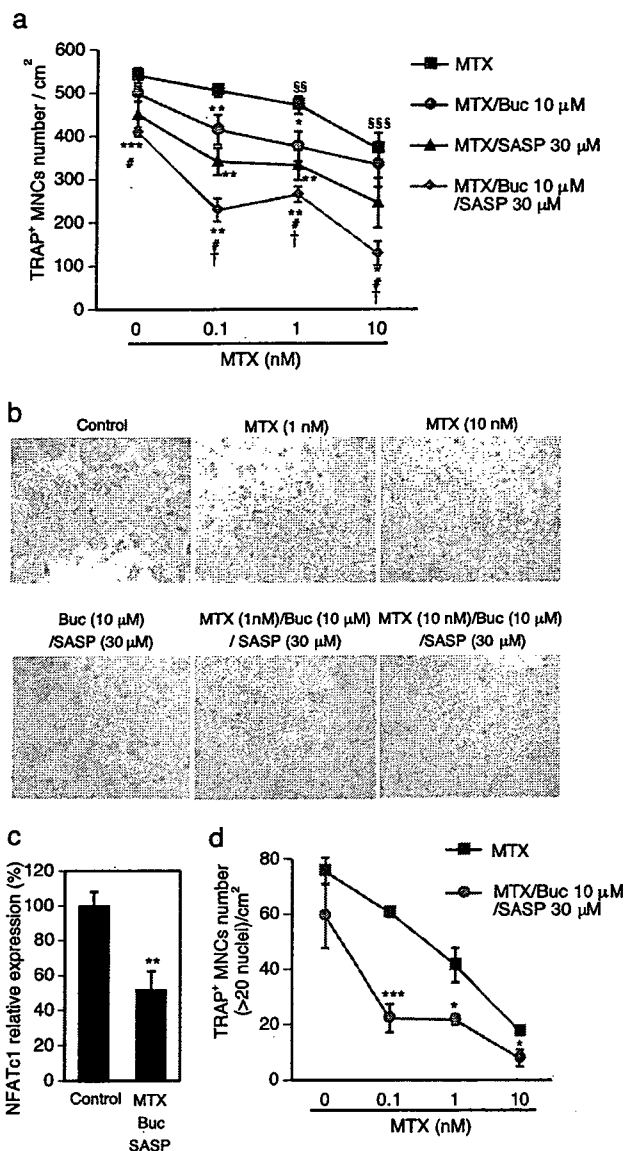 a
TRAP+ MNCs number / cm²
600
500
400
300
200
100
0
**
§§
*
§§§
***
#
**
**
**
#
†
**
#
†
*
#
†
0 0.1 1 10
MTX (nM)
MTX
MTX/Buc 10 μM
MTX/SASP 30 μM
MTX/Buc 10 μM
/SASP 30 μM
b
Control MTX (1 nM) MTX (10 nM)
Buc (10 μM) MTX (1nM)/Buc (10 μM) MTX (10 nM)/Buc (10 μM)
/SASP (30 μM) / SASP (30 μM) /SASP (30 μM)
c
NFATc1 relative expression (%)
120
100
80
60
40
20
0
**
Control MTX
Buc
SASP
d
TRAP+ MNCs number
(>20 nuclei)/cm²
80
60
40
20
0
***
*
*
0 0.1 1 10
MTX (nM)
MTX
MTX/Buc 10 μM
/SASP 30 μM